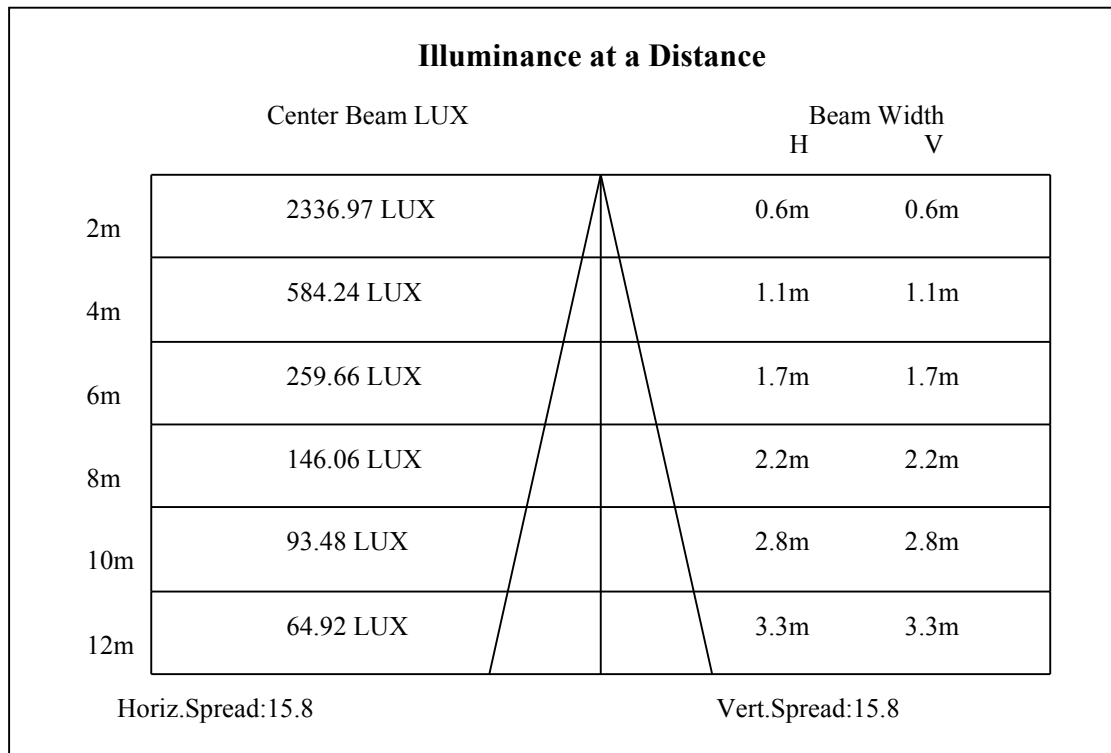 Illuminance at a Distance
Center Beam LUX Beam Width
H V
2336.97 LUX 0.6m 0.6m
2m
584.24 LUX 1.1m 1.1m
4m
259.66 LUX 1.7m 1.7m
6m
146.06 LUX 2.2m 2.2m
8m
93.48 LUX 2.8m 2.8m
10m
64.92 LUX 3.3m 3.3m
12m
Horiz.Spread:15.8 Vert.Spread:15.8